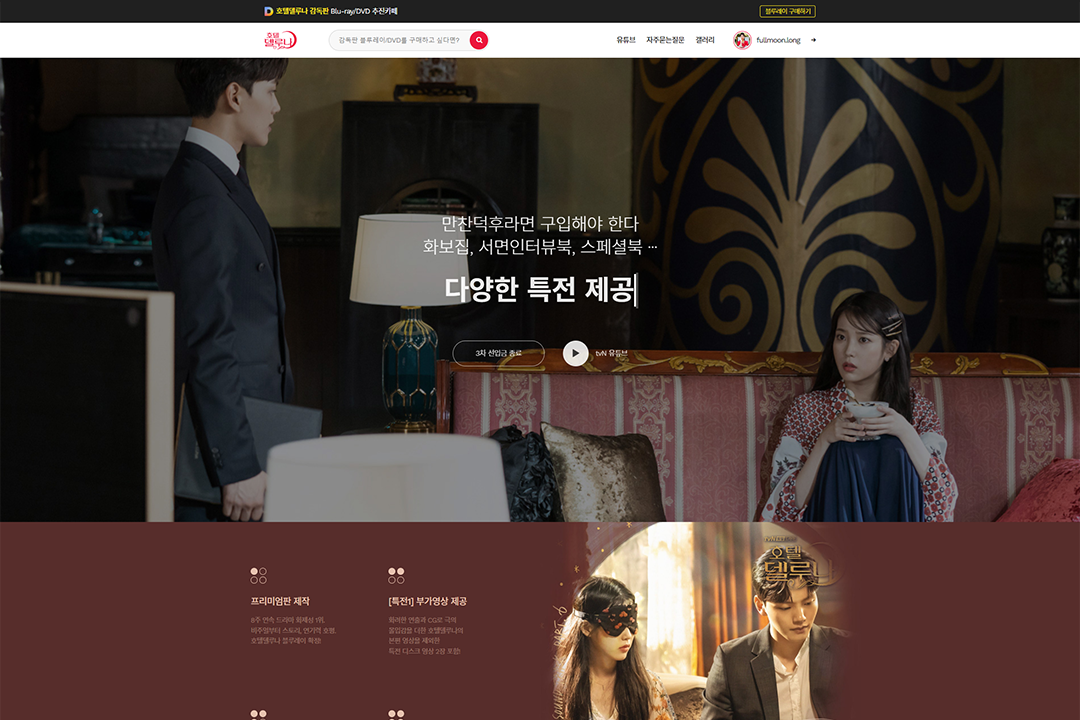 호텔델루나 감독판 Blu-ray/DVD 추진카페
블루레이 구매하기
호텔
델루나
감독판 블루레이/DVD를 구매하고 싶다면?
유튜브 자주묻는질문 갤러리
fullmoon.long
만찬덕후라면 구입해야 한다
화보집, 서면인터뷰북, 스페셜북 ···
다양한 특전 제공
3차 선입금 종료
tvN 유튜브
호텔
델루나
프리미엄판 제작
[특전1] 부가영상 제공
8주 연속 드라마 화제성 1위,
비주얼부터 스토리, 연기력 호평,
호텔델루나 블루레이 확정!
화려한 연출과 CG로 극의
몰입감을 더한 호텔델루나의
본편 영상을 제외한
특전 디스크 영상 2장 포함!